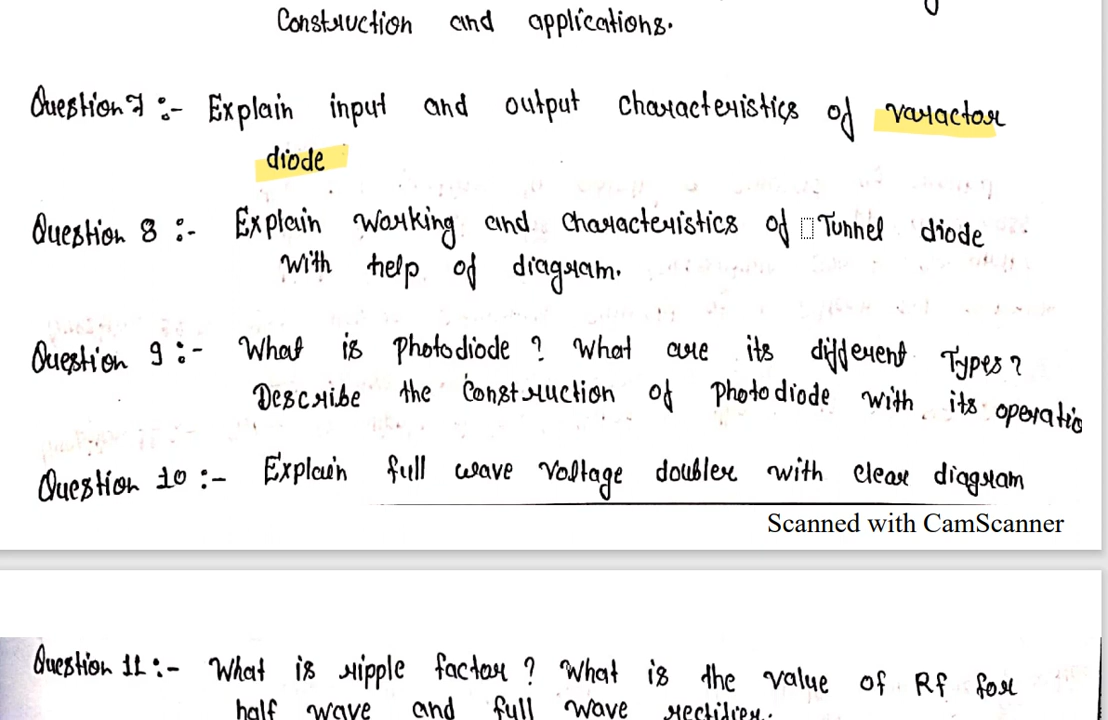 Construction and applications.
Question 7 :- Explain input and output characteristics of varactor
diode
Question 8 :- Explain working and characteristics of Tunnel diode
with help of diagram.
Question 9 :- What is photodiode ? What are its different Types ?
Describe the construction of photodiode with its operatio
Question 10 :- Explain full wave voltage doubler with clear diagram
Scanned with CamScanner
Question 11 :- What is ripple factor ? What is the value of Rf for
half wave and full wave rectifier.